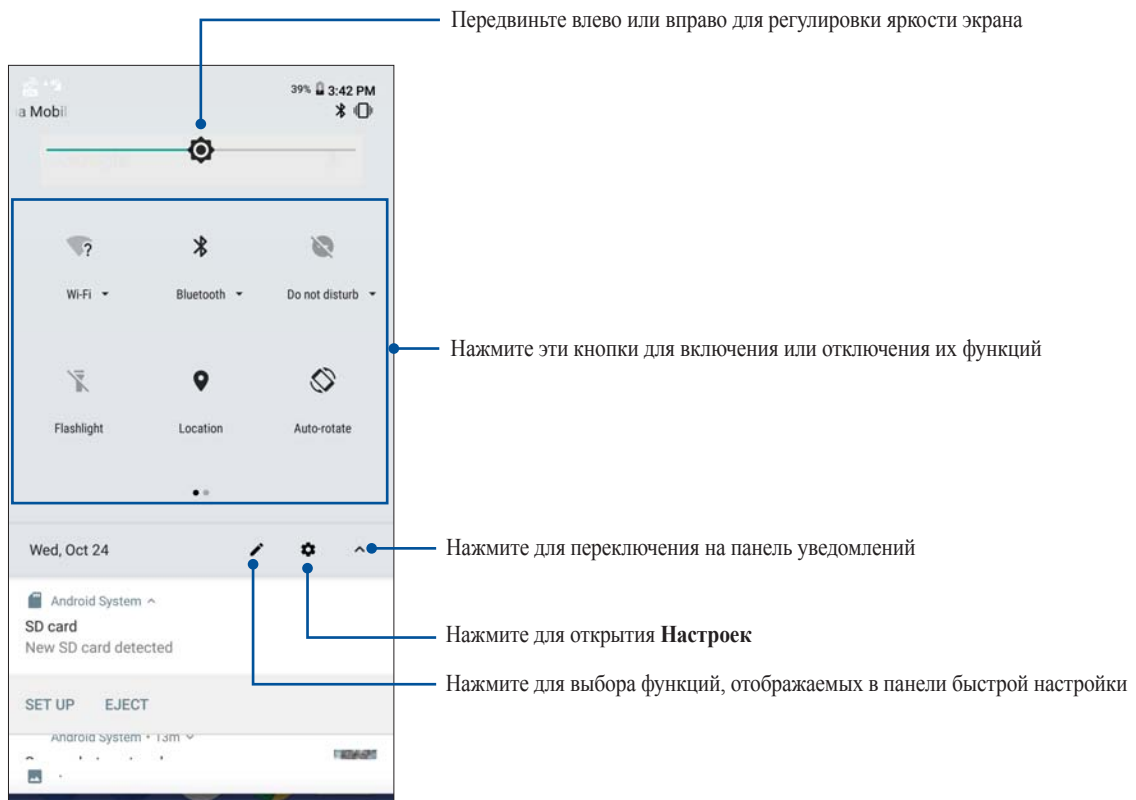 Передвиньте влево или вправо для регулировки яркости экрана
39% 3:42 PM
a Mobil
Wi-Fi
Bluetooth
Do not disturb
Нажмите эти кнопки для включения или отключения их функций
Flashlight
Location
Auto-rotate
Wed, Oct 24
Нажмите для переключения на панель уведомлений
Android System
SD card
New SD card detected
Нажмите для открытия Настроек
Нажмите для выбора функций, отображаемых в панели быстрой настройки
SET UP EJECT
Android System • 13m